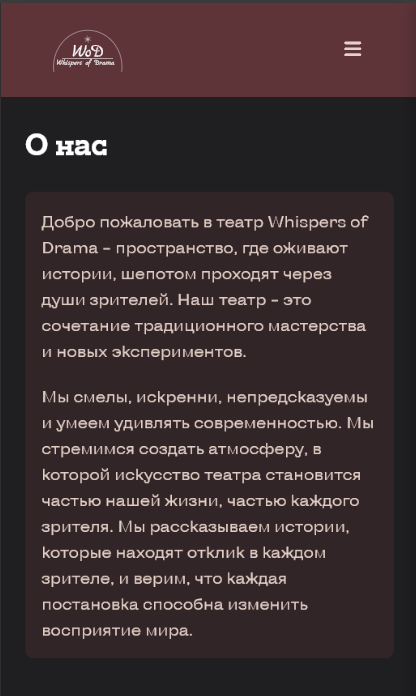 WoD
Whispers of Drama
О нас
Добро пожаловать в театр Whispers of
Drama – пространство, где оживают
истории, шепотом проходят через
души зрителей. Наш театр – это
сочетание традиционного мастерства
и новых экспериментов.
Мы смелы, искренни, непредсказуемы
и умеем удивлять современностью. Мы
стремимся создать атмосферу, в
которой искусство театра становится
частью нашей жизни, частью каждого
зрителя. Мы рассказываем истории,
которые находят отклик в каждом
зрителе, и верим, что каждая
постановка способна изменить
восприятие мира.